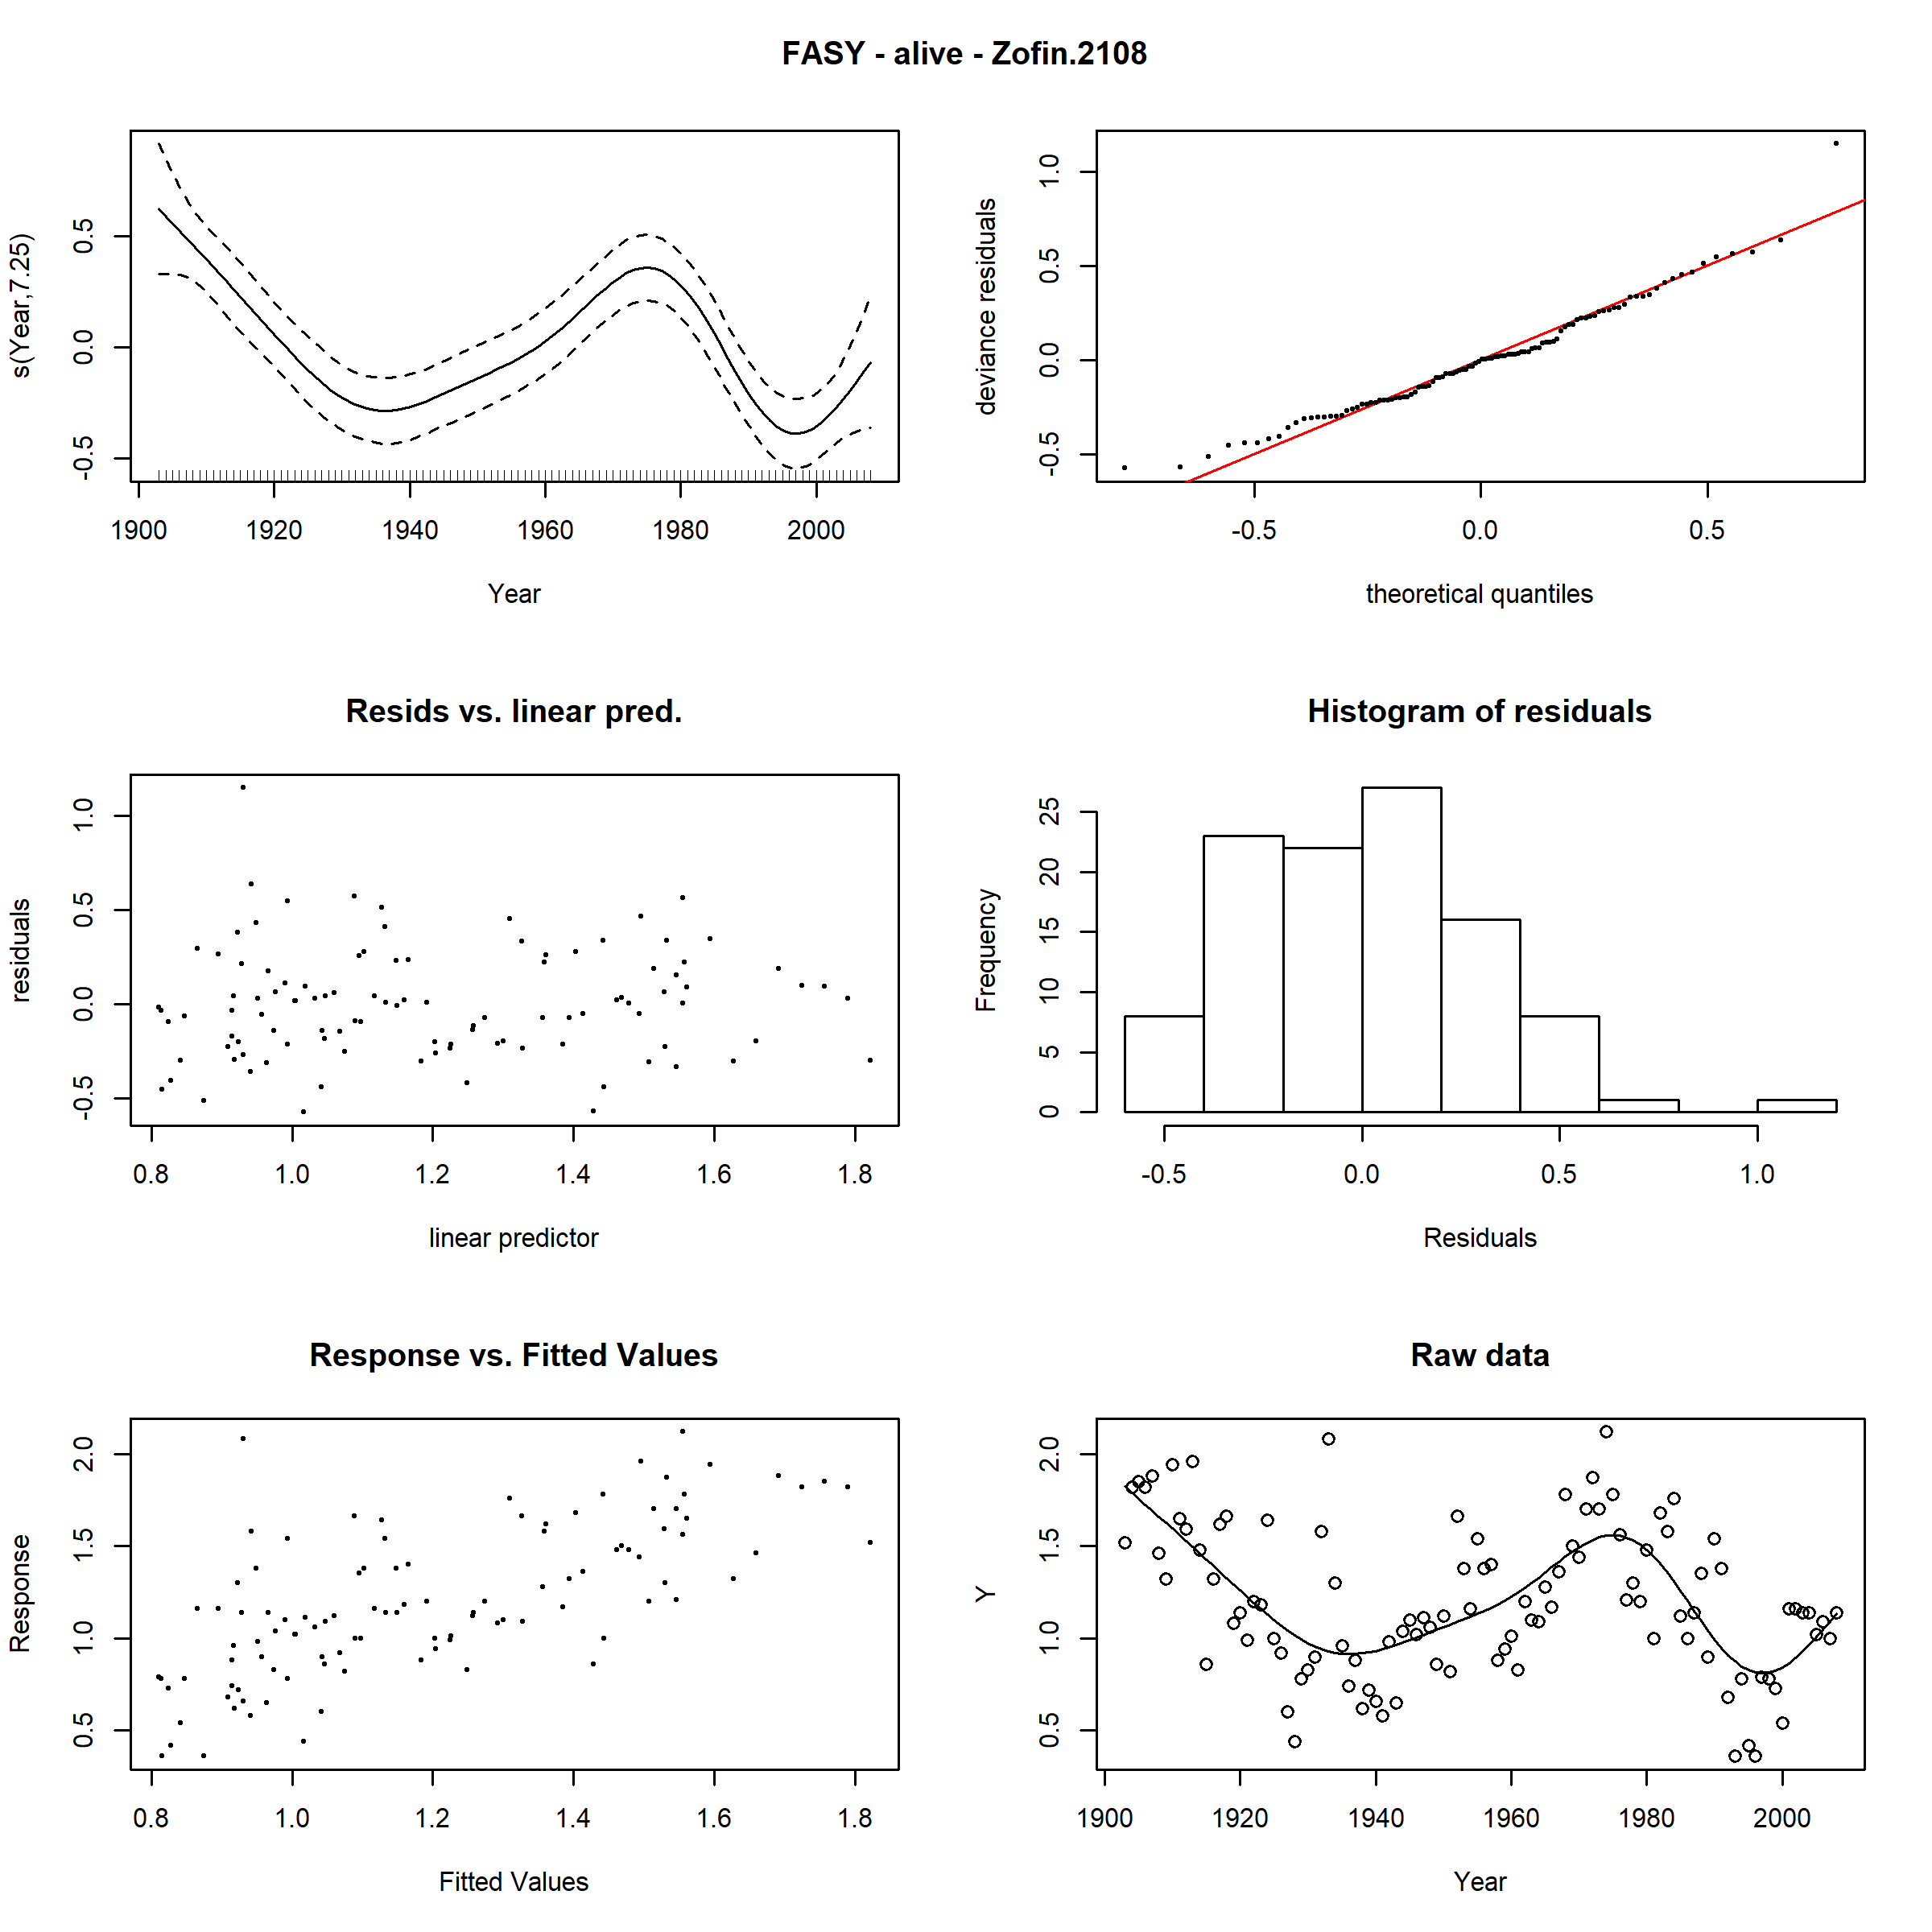 FASY - alive - Zofin.2108
s(Year,7.25)
-0.5 0.0 0.5
1900 1920 1940 1960 1980 2000
Year
deviance residuals
-0.5 0.0 0.5 1.0
-0.5 0.0 0.5
theoretical quantiles
Resids vs. linear pred.
residuals
-0.5 0.0 0.5 1.0
0.8 1.0 1.2 1.4 1.6 1.8
linear predictor
Histogram of residuals
Frequency
0 5 10 15 20 25
-0.5 0.0 0.5 1.0
Residuals
Response vs. Fitted Values
Response
0.5 1.0 1.5 2.0
0.8 1.0 1.2 1.4 1.6 1.8
Fitted Values
Raw data
Y
0.5 1.0 1.5 2.0
1900 1920 1940 1960 1980 2000
Year